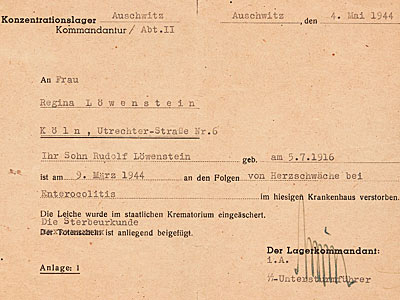 Konzentrationslager Auschwitz
Kommandantur / Abt.II
Auschwitz, den 4. Mai 1944
An Frau
Regina Löwenstein
Köln, Utrechter-Straße Nr.6
Ihr Sohn Rudolf Löwenstein geb. am 5.7.1916
ist am 9. März 1944 an den Folgen von Herzschwäche bei
Enterocolitis im hiesigen Krankenhaus verstorben.
Die Leiche wurde im staatlichen Krematorium eingeäschert.
Die Sterbeurkunde
Der Totenschein ist anliegend beigefügt.
Der Lagerkommandant:
i.A.
Anlage: 1
Untersturmführer